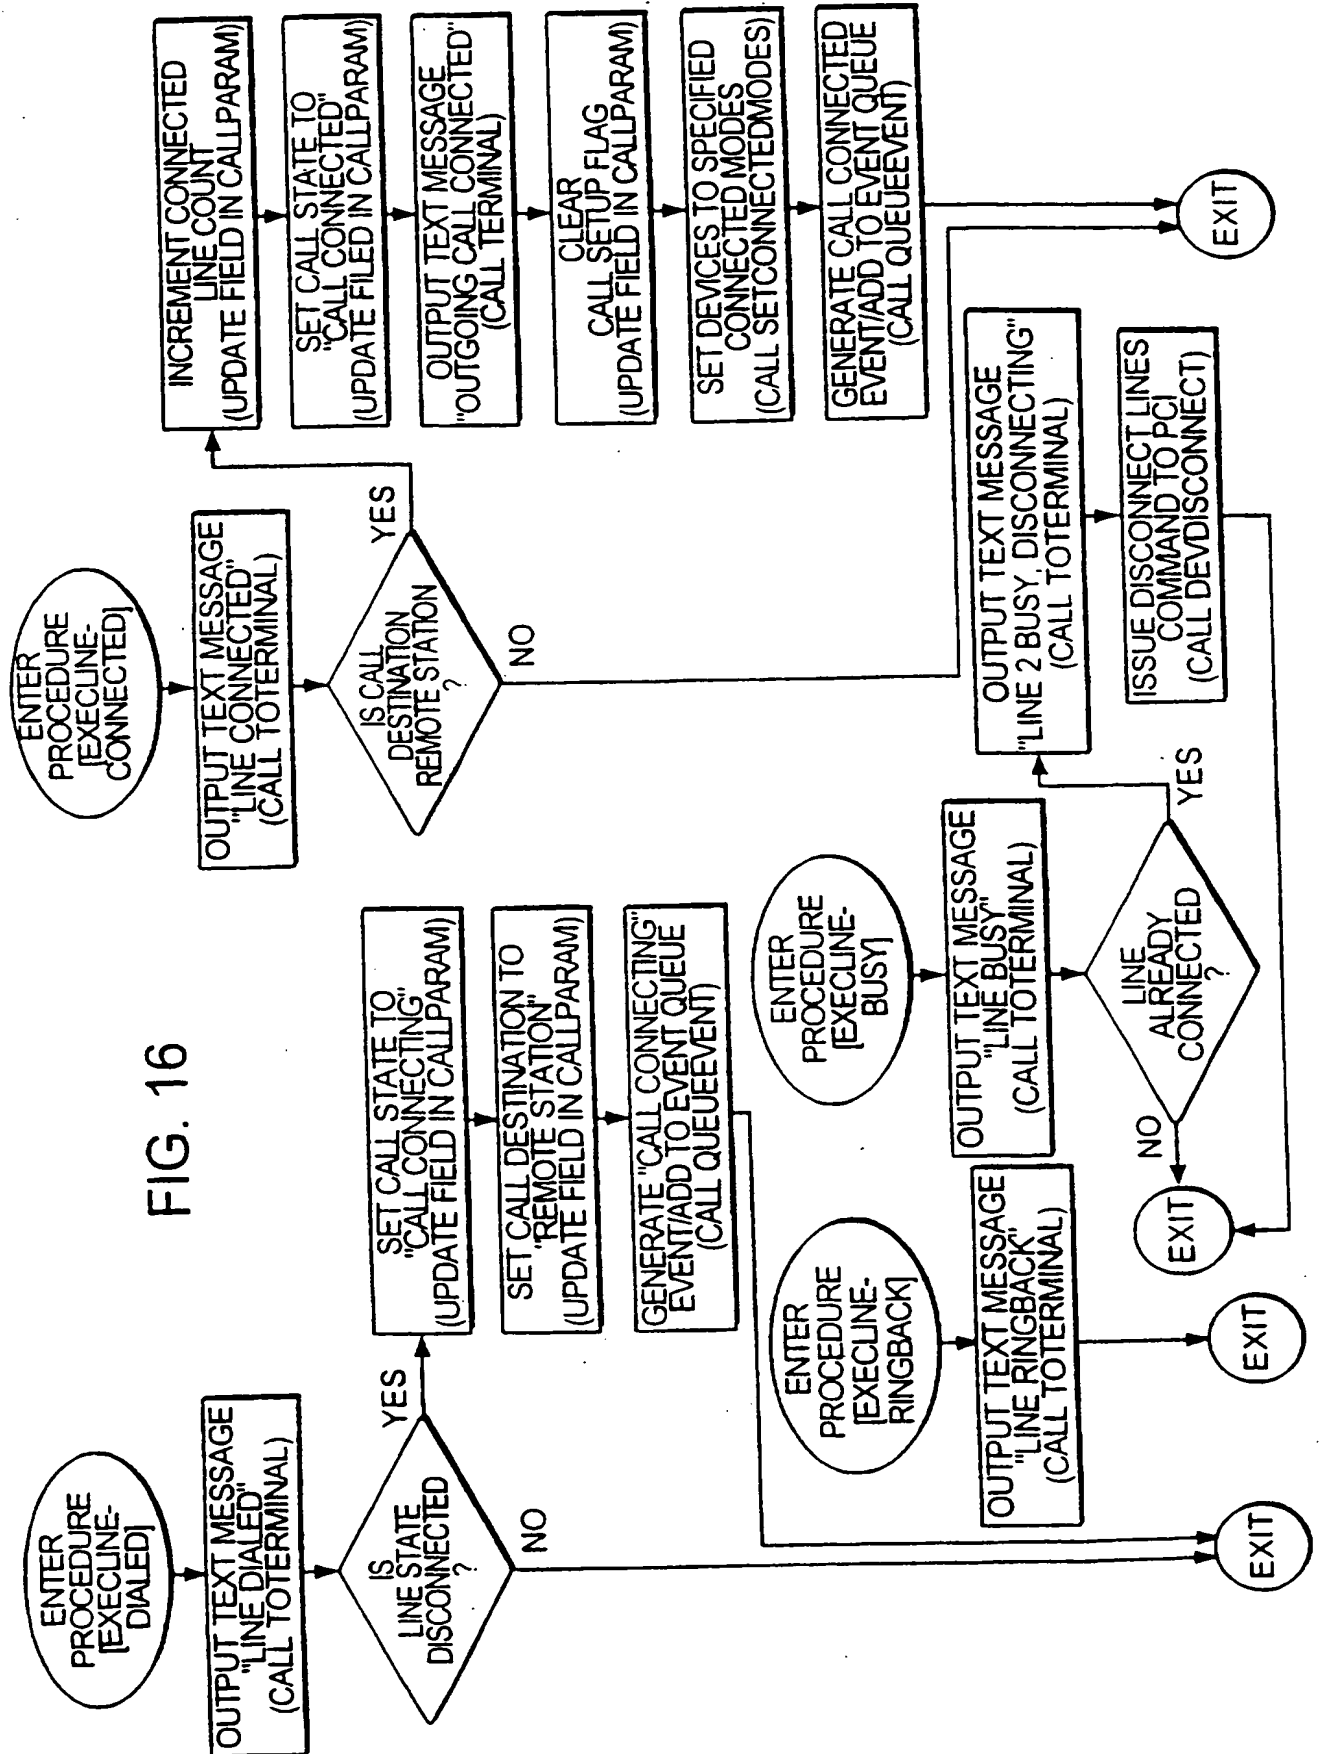 FIG. 16
ENTER
PROCEDURE
[EXECLINE-
DIALED]
OUTPUT TEXT MESSAGE
"LINE DIALED"
(CALL TOTERMINAL)
IS
LINE STATE
DISCONNECTED
?
YES
NO
SET CALL STATE TO
"CALL CONNECTING"
(UPDATE FIELD IN CALLPARAM)
SET CALL DESTINATION TO
"REMOTE STATION"
(UPDATE FIELD IN CALLPARAM)
GENERATE "CALL CONNECTING"
EVENT/ADD TO EVENT QUEUE
(CALL QUEUEEVENT)
EXIT
ENTER
PROCEDURE
[EXECLINE-
CONNECTED]
OUTPUT TEXT MESSAGE
"LINE CONNECTED"
(CALL TOTERMINAL)
IS CALL
DESTINATION
REMOTE STATION
?
YES
NO
INCREMENT CONNECTED
LINE COUNT
(UPDATE FIELD IN CALLPARAM)
SET CALL STATE TO
"CALL CONNECTED"
(UPDATE FILED IN CALLPARAM)
OUTPUT TEXT MESSAGE
"OUTGOING CALL CONNECTED"
(CALL TERMINAL)
CLEAR
CALL SETUP FLAG
(UPDATE FIELD IN CALLPARAM)
SET DEVICES TO SPECIFIED
CONNECTED MODES
(CALL SETCONNECTEDMODES)
GENERATE CALL CONNECTED
EVENT/ADD TO EVENT QUEUE
(CALL QUEUEEVENT)
EXIT
ENTER
PROCEDURE
[EXECLINE-
RINGBACK]
OUTPUT TEXT MESSAGE
"LINE RINGBACK"
(CALL TOTERMINAL)
EXIT
ENTER
PROCEDURE
[EXECLINE-
BUSY]
OUTPUT TEXT MESSAGE
"LINE BUSY"
(CALL TOTERMINAL)
LINE
ALREADY
CONNECTED
?
NO
YES
EXIT
OUTPUT TEXT MESSAGE
"LINE 2 BUSY, DISCONNECTING"
(CALL TOTERMINAL)
ISSUE DISCONNECT LINES
COMMAND TO PCI
(CALL DEVDISCONNECT)